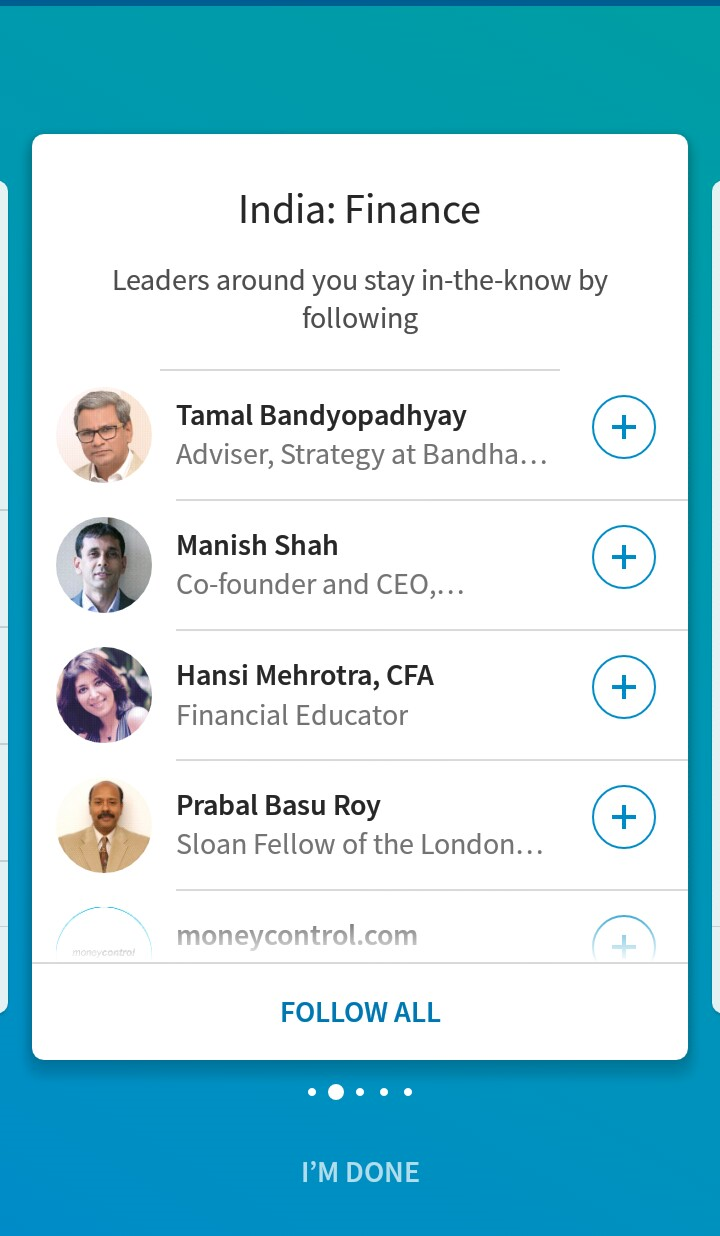 India: Finance
Leaders around you stay in-the-know by
following
Tamal Bandyopadhyay
Adviser, Strategy at Bandha...
Manish Shah
Co-founder and CEO,...
Hansi Mehrotra, CFA
Financial Educator
Prabal Basu Roy
Sloan Fellow of the London...
moneycontrol
moneycontrol.com
FOLLOW ALL
I'M DONE